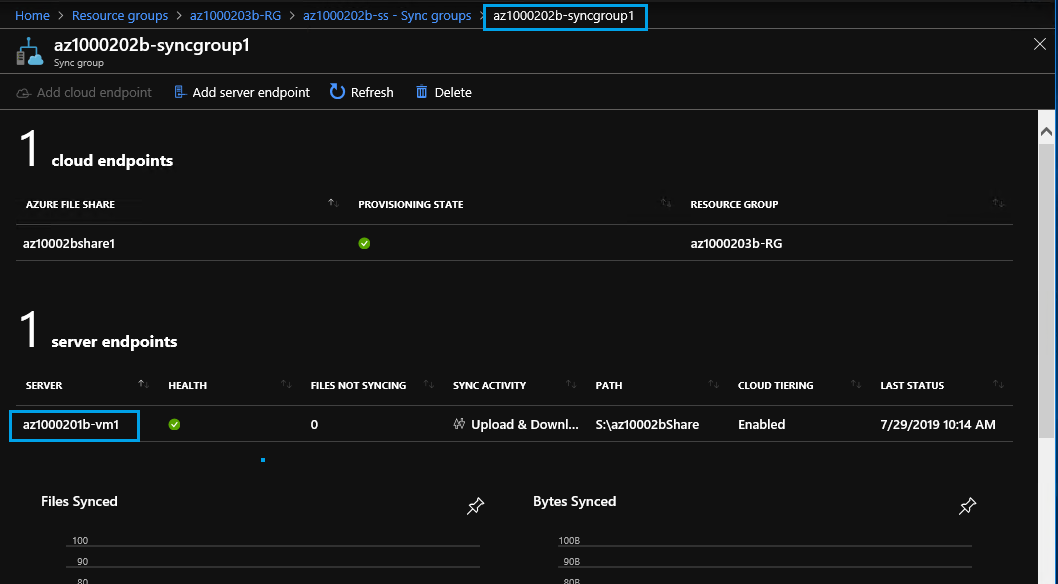 Home > Resource groups > az1000203b-RG > az1000202b-ss - Sync groups > az1000202b-syncgroup1
az1000202b-syncgroup1
Sync group
Add cloud endpoint Add server endpoint Refresh Delete
1 cloud endpoints
AZURE FILE SHARE PROVISIONING STATE RESOURCE GROUP
az10002bshare1 az1000203b-RG
1 server endpoints
SERVER HEALTH FILES NOT SYNCING SYNC ACTIVITY PATH CLOUD TIERING LAST STATUS
az1000201b-vm1 0 Upload & Downl... S:\az10002bShare Enabled 7/29/2019 10:14 AM
Files Synced Bytes Synced
100 100B
90 90B
80 80B